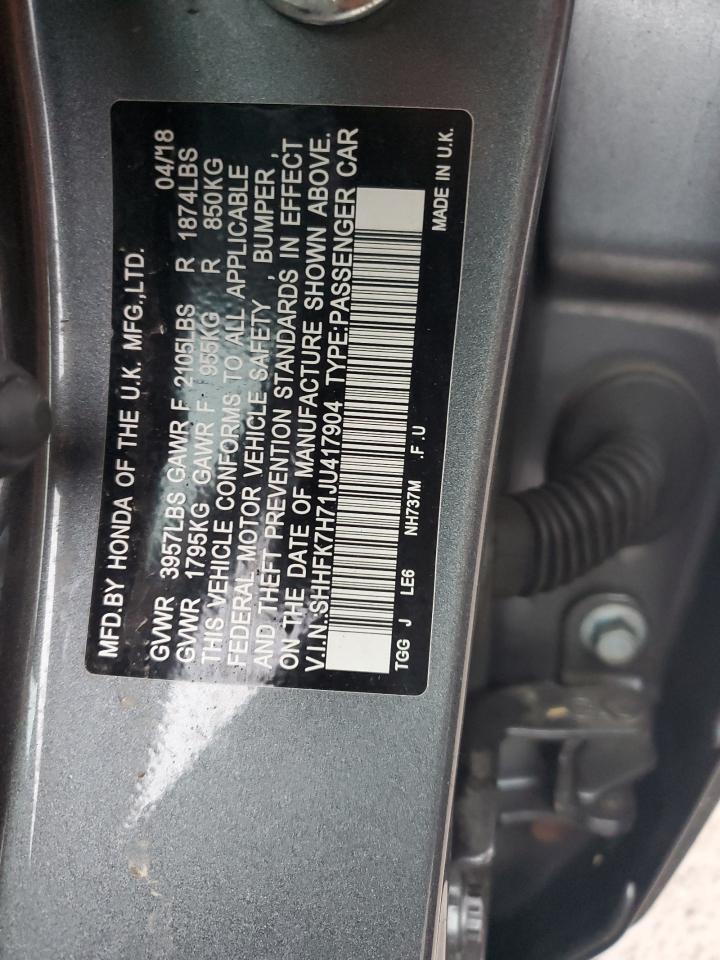 MFD.BY HONDA OF THE U.K. MFG.,LTD. 04/18
GVWR 3957LBS GAWR F 2105LBS R 1874LBS
GVWR 1795KG GAWR F 955KG R 850KG
THIS VEHICLE CONFORMS TO ALL APPLICABLE
FEDERAL MOTOR VEHICLE SAFETY , BUMPER ,
AND THEFT PREVENTION STANDARDS IN EFFECT
ON THE DATE OF MANUFACTURE SHOWN ABOVE.
V.I.N.:SHHFK7H71JU417904 TYPE:PASSENGER CAR
TGG J LE6 NH737M .F .U MADE IN U.K.